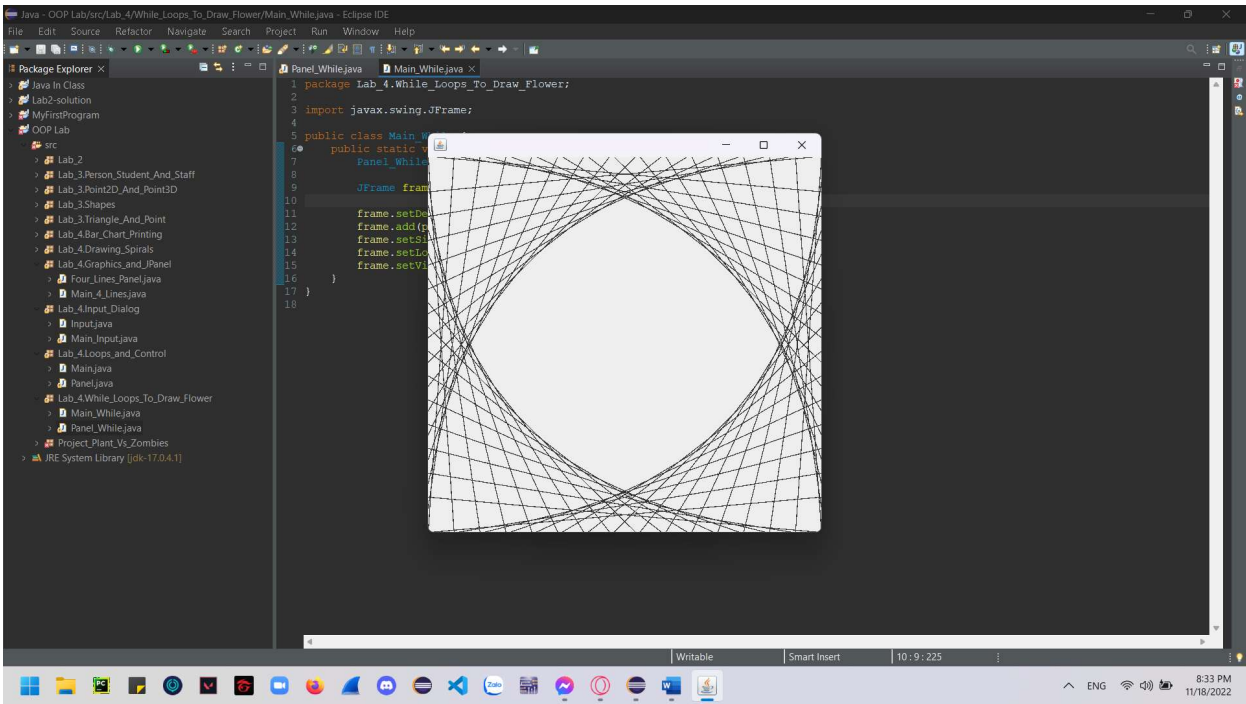 Java - OOP Lab/src/Lab_4/While_Loops_To_Draw_Flower/Main_While.java - Eclipse IDE
File Edit Source Refactor Navigate Search Project Run Window Help
Package Explorer
Panel_While.java Main_While.java
Java In Class
Lab2-solution
MyFirstProgram
OOP Lab
src
Lab_2
Lab_3.Person_Student_And_Staff
Lab_3.Point2D_And_Point3D
Lab_3.Shapes
Lab_3.Triangle_And_Point
Lab_4.Bar_Chart_Printing
Lab_4.Drawing_Spirals
Lab_4.Graphics_and_JPanel
Four_Lines_Panel.java
Main_4_Lines.java
Lab_4.Input_Dialog
Input.java
Main_Input.java
Lab_4.Loops_and_Control
Main.java
Panel.java
Lab_4.While_Loops_To_Draw_Flower
Main_While.java
Panel_While.java
Project_Plant_Vs_Zombies
JRE System Library [jdk-17.0.4.1]
1 package Lab_4.While_Loops_To_Draw_Flower;
2
3 import javax.swing.JFrame;
4
5 public class Main_W
6 public static v
7 Panel_While
8
9 JFrame fram
10
11 frame.setDe
12 frame.add(p
13 frame.setSi
14 frame.setLo
15 frame.setVi
16 }
17 }
18
Writable Smart Insert 10 : 9 : 225
PC Zalo W
ENG 8:33 PM
11/18/2022